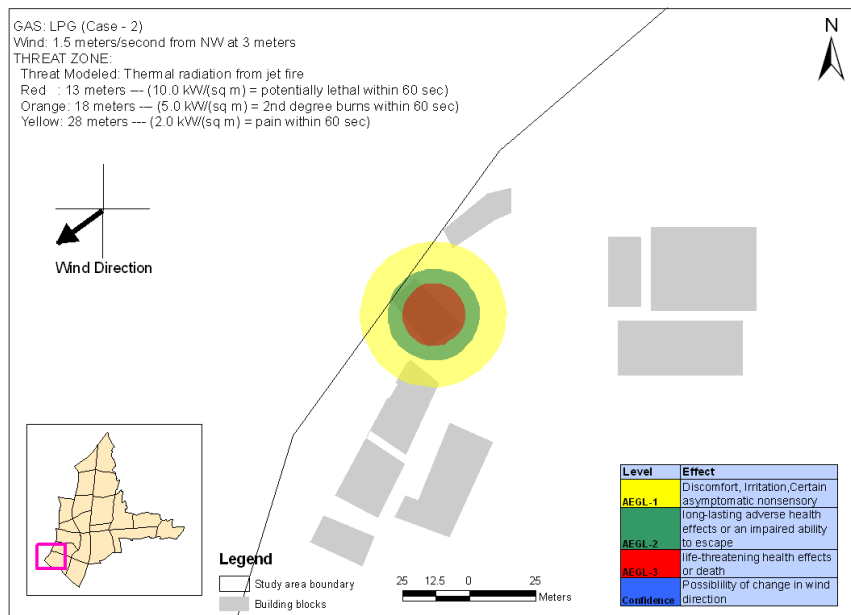 GAS: LPG (Case - 2)
Wind: 1.5 meters/second from NW at 3 meters
THREAT ZONE:
Threat Modeled: Thermal radiation from jet fire
Red : 13 meters --- (10.0 kW/(sq m) = potentially lethal within 60 sec)
Orange: 18 meters --- (5.0 kW/(sq m) = 2nd degree burns within 60 sec)
Yellow: 28 meters --- (2.0 kW/(sq m) = pain within 60 sec)
N
Wind Direction
Legend
Study area boundary
Building blocks
25 12.5 0 25
Meters
Level Effect
AEGL-1 Discomfort, Irritation,Certain
asymptomatic nonsensory
AEGL-2 long-lasting adverse health
effects or an impaired ability
to escape
AEGL-3 life-threatening health effects
or death
Confidence Possiblility of change in wind
direction